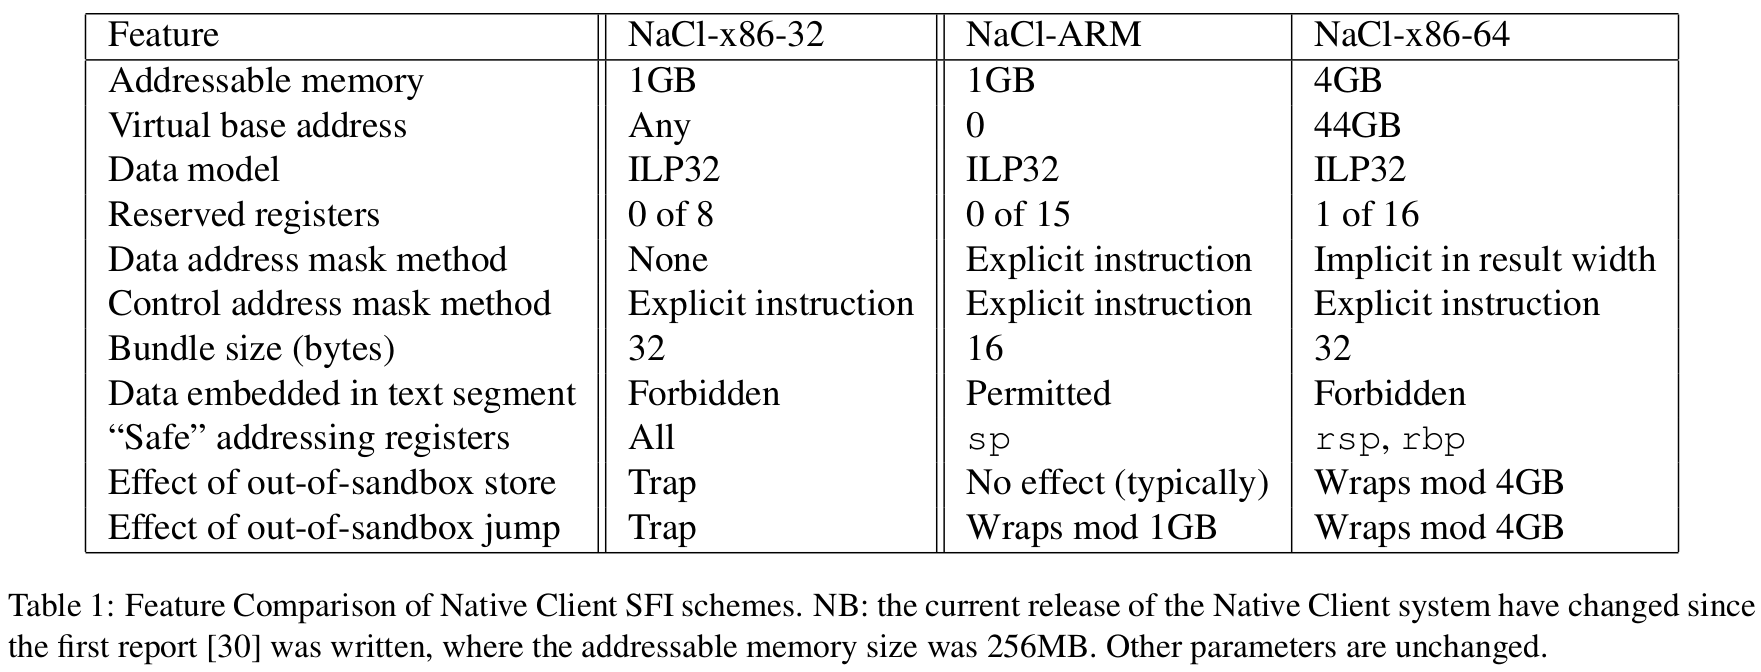 Feature NaCl-x86-32 NaCl-ARM NaCl-x86-64
Addressable memory 1GB 1GB 4GB
Virtual base address Any 0 44GB
Data model ILP32 ILP32 ILP32
Reserved registers 0 of 8 0 of 15 1 of 16
Data address mask method None Explicit instruction Implicit in result width
Control address mask method Explicit instruction Explicit instruction Explicit instruction
Bundle size (bytes) 32 16 32
Data embedded in text segment Forbidden Permitted Forbidden
“Safe” addressing registers All sp rsp, rbp
Effect of out-of-sandbox store Trap No effect (typically) Wraps mod 4GB
Effect of out-of-sandbox jump Trap Wraps mod 1GB Wraps mod 4GB
Table 1: Feature Comparison of Native Client SFI schemes. NB: the current release of the Native Client system have changed since
the first report [30] was written, where the addressable memory size was 256MB. Other parameters are unchanged.